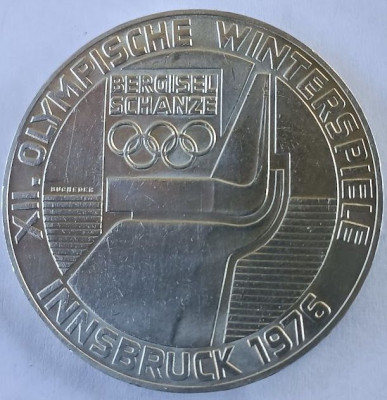 XII. OLYMPISCHE WINTERSPIELE
BERGISEL
SCHANZE
INNSBRUCK 1976